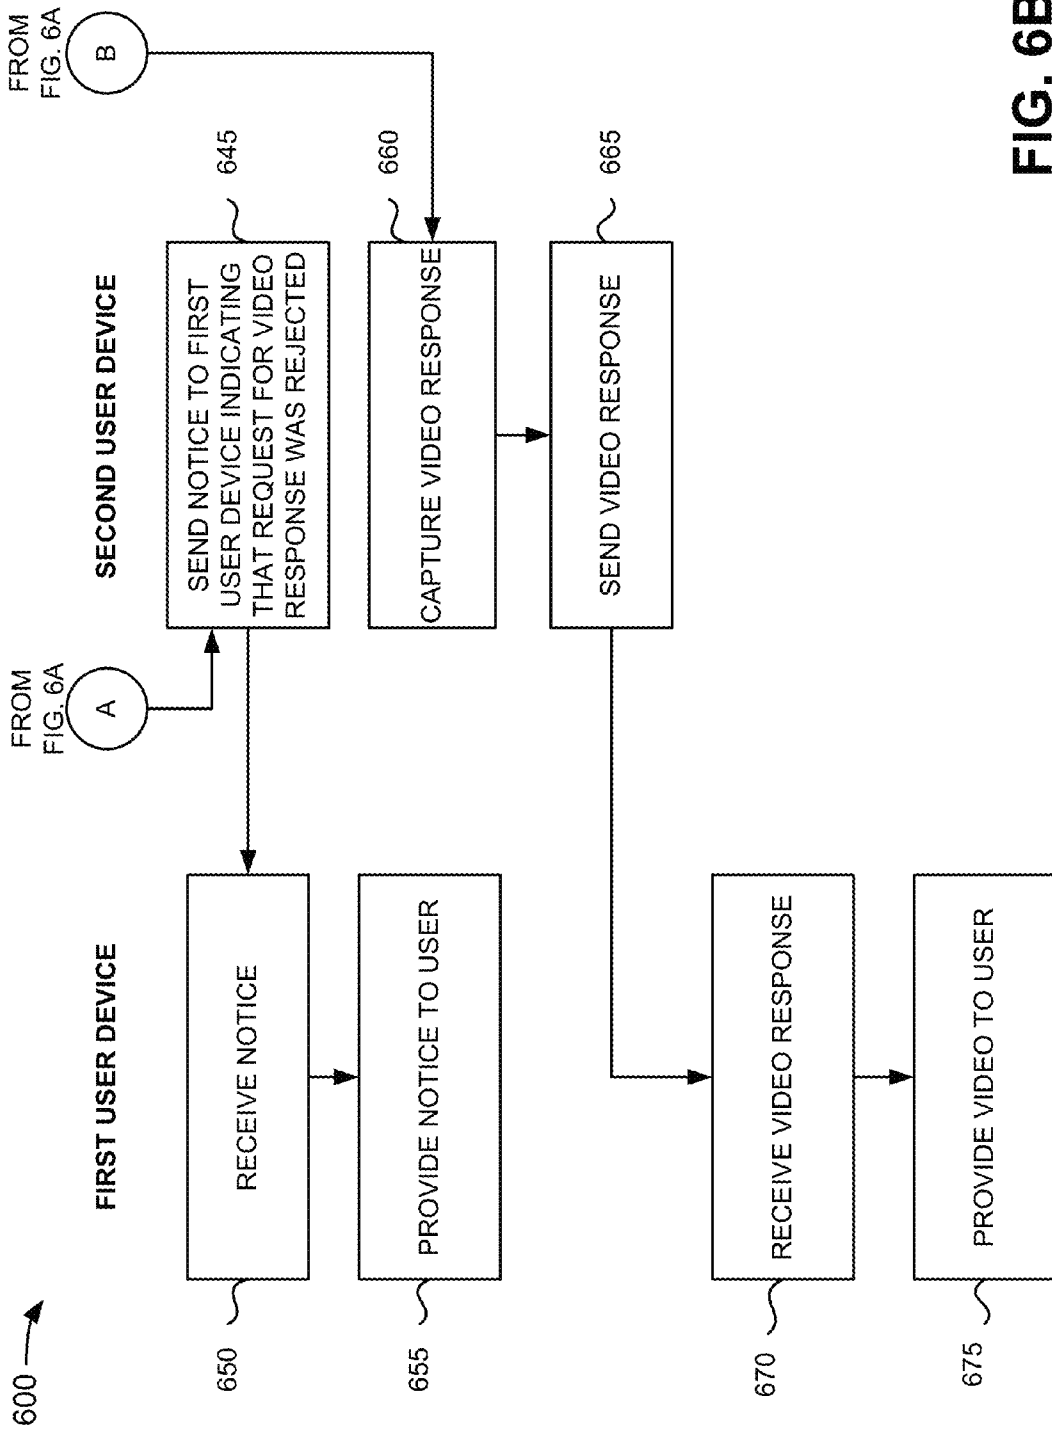 600
FROM
FIG. 6A
A
FROM
FIG. 6A
B
FIRST USER DEVICE
SECOND USER DEVICE
SEND NOTICE TO FIRST
USER DEVICE INDICATING
THAT REQUEST FOR VIDEO
RESPONSE WAS REJECTED
645
650
RECEIVE NOTICE
655
PROVIDE NOTICE TO USER
CAPTURE VIDEO RESPONSE
660
SEND VIDEO RESPONSE
665
670
RECEIVE VIDEO RESPONSE
675
PROVIDE VIDEO TO USER
FIG. 6B